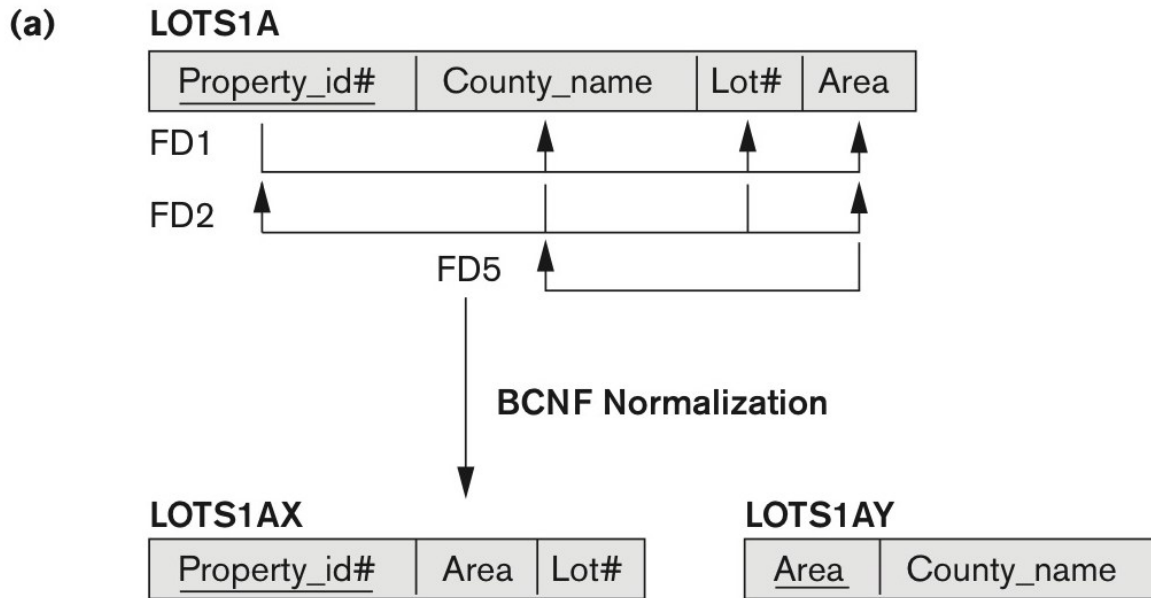 (a) LOTS1A
Property_id# County_name Lot# Area
FD1
FD2
FD5
BCNF Normalization
LOTS1AX LOTS1AY
Property_id# Area Lot# Area County_name